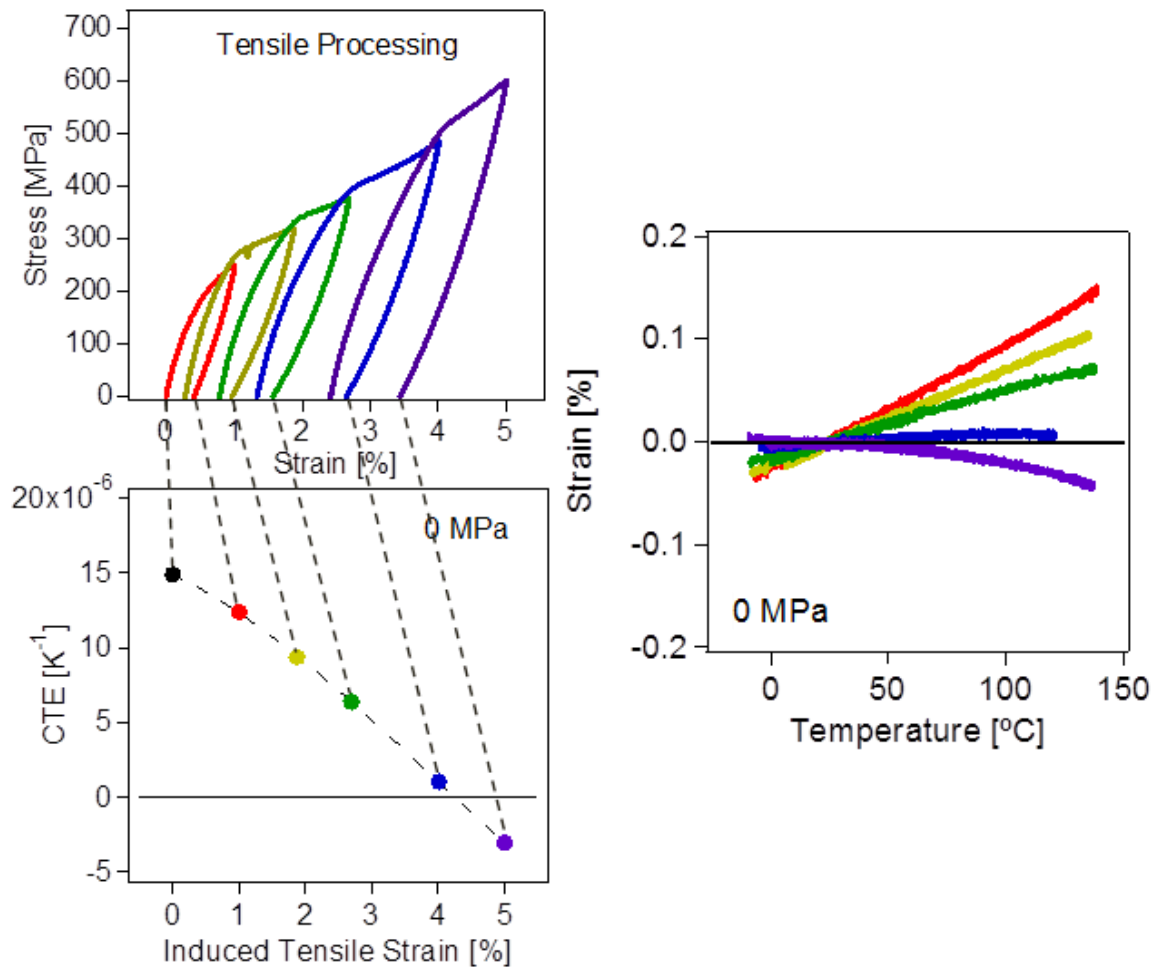 Tensile Processing
Stress [MPa]
700
600
500
400
300
200
100
0
0 1 2 3 4 5
Strain [%]
0 MPa
CTE [K-1]
20x10-6
15
10
5
0
-5
0 1 2 3 4 5
Induced Tensile Strain [%]
Strain [%]
0.2
0.1
0.0
-0.1
-0.2
0 MPa
0 50 100 150
Temperature [ºC]